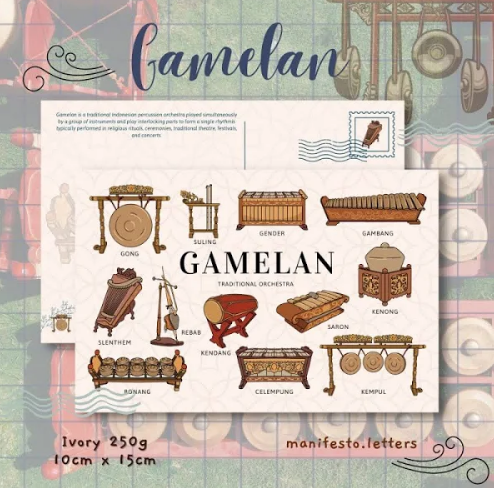 Gamelan
Gamelan is a traditional Indonesian percussion orchestra played simultaneously
by a group of instruments and play interlocking parts to form a single rhythmic
typically performed in religious rituals, ceremonies, traditional theatre, festivals,
and concerts.
GONG
SULING
GENDER
GAMBANG
GAMELAN
TRADITIONAL ORCHESTRA
KENONG
SLENTHEM
REBAB
KENDANG
SARON
BONANG
CELEMPUNG
KEMPUL
Ivory 250g
10cm x 15cm
manifesto.letters